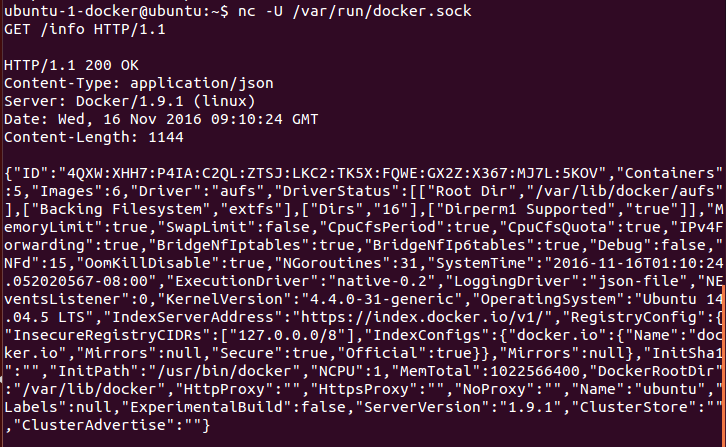 ubuntu-1-docker@ubuntu:~$ nc -U /var/run/docker.sock
GET /info HTTP/1.1
HTTP/1.1 200 OK
Content-Type: application/json
Server: Docker/1.9.1 (linux)
Date: Wed, 16 Nov 2016 09:10:24 GMT
Content-Length: 1144
{"ID":"4QXW:XHH7:P4IA:C2QL:ZTSJ:LKC2:TK5X:FQWE:GX2Z:X367:MJ7L:5KOV","Containers"
:5,"Images":6,"Driver":"aufs","DriverStatus":[["Root Dir","/var/lib/docker/aufs"
],["Backing Filesystem","extfs"],["Dirs","16"],["Dirperm1 Supported","true"]],"M
emoryLimit":true,"SwapLimit":false,"CpuCfsPeriod":true,"CpuCfsQuota":true,"IPv4F
orwarding":true,"BridgeNfIptables":true,"BridgeNfIp6tables":true,"Debug":false,"
NFd":15,"OomKillDisable":true,"NGoroutines":31,"SystemTime":"2016-11-16T01:10:24
.052020567-08:00","ExecutionDriver":"native-0.2","LoggingDriver":"json-file","NE
ventsListener":0,"KernelVersion":"4.4.0-31-generic","OperatingSystem":"Ubuntu 14
.04.5 LTS","IndexServerAddress":"https://index.docker.io/v1/","RegistryConfig":{
"InsecureRegistryCIDRs":["127.0.0.0/8"],"IndexConfigs":{"docker.io":{"Name":"doc
ker.io","Mirrors":null,"Secure":true,"Official":true}},"Mirrors":null},"InitSha1
":"","InitPath":"/usr/bin/docker","NCPU":1,"MemTotal":1022566400,"DockerRootDir"
:"/var/lib/docker","HttpProxy":"","HttpsProxy":"","NoProxy":"","Name":"ubuntu","
Labels":null,"ExperimentalBuild":false,"ServerVersion":"1.9.1","ClusterStore":""
,"ClusterAdvertise":""}